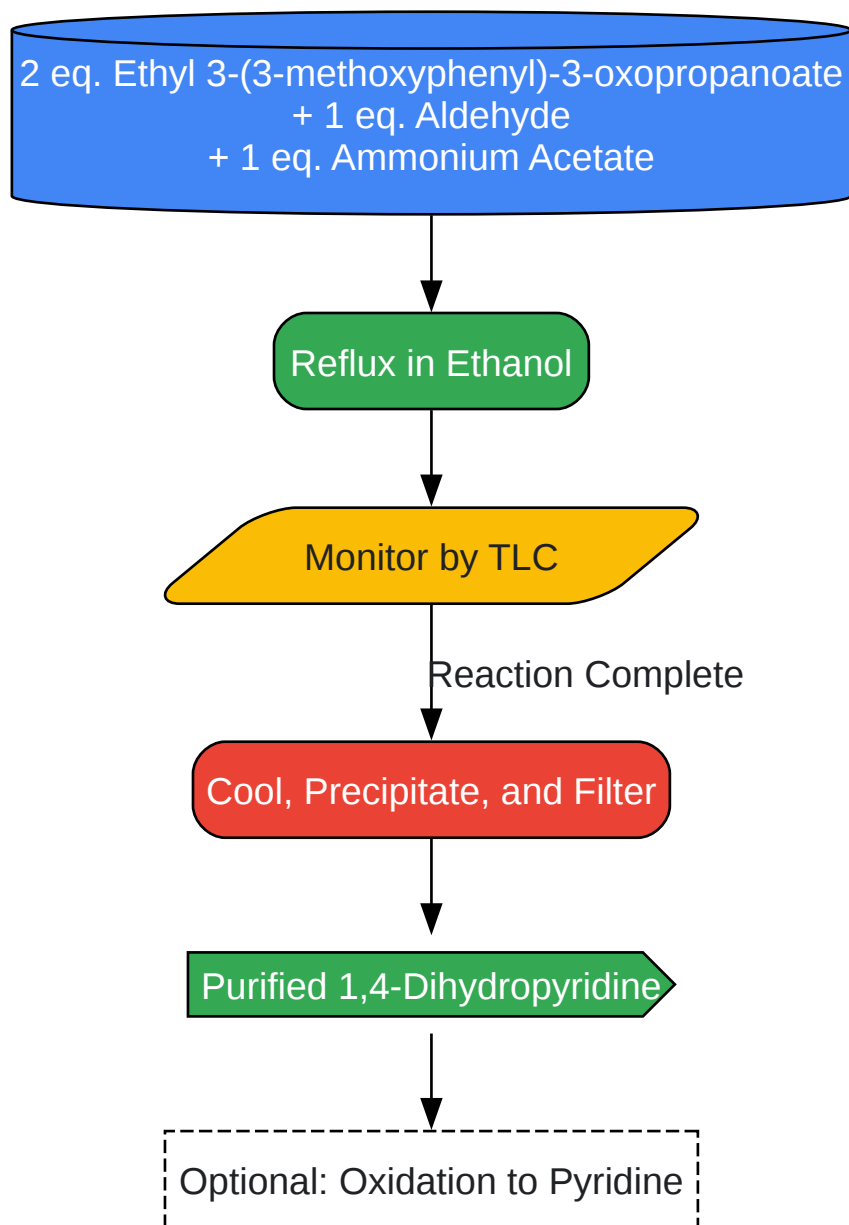 2 eq. Ethyl 3-(3-methoxyphenyl)-3-oxopropanoate
+ 1 eq. Aldehyde
+ 1 eq. Ammonium Acetate
Reflux in Ethanol
Monitor by TLC
Reaction Complete
Cool, Precipitate, and Filter
Purified 1,4-Dihydropyridine
Optional: Oxidation to Pyridine